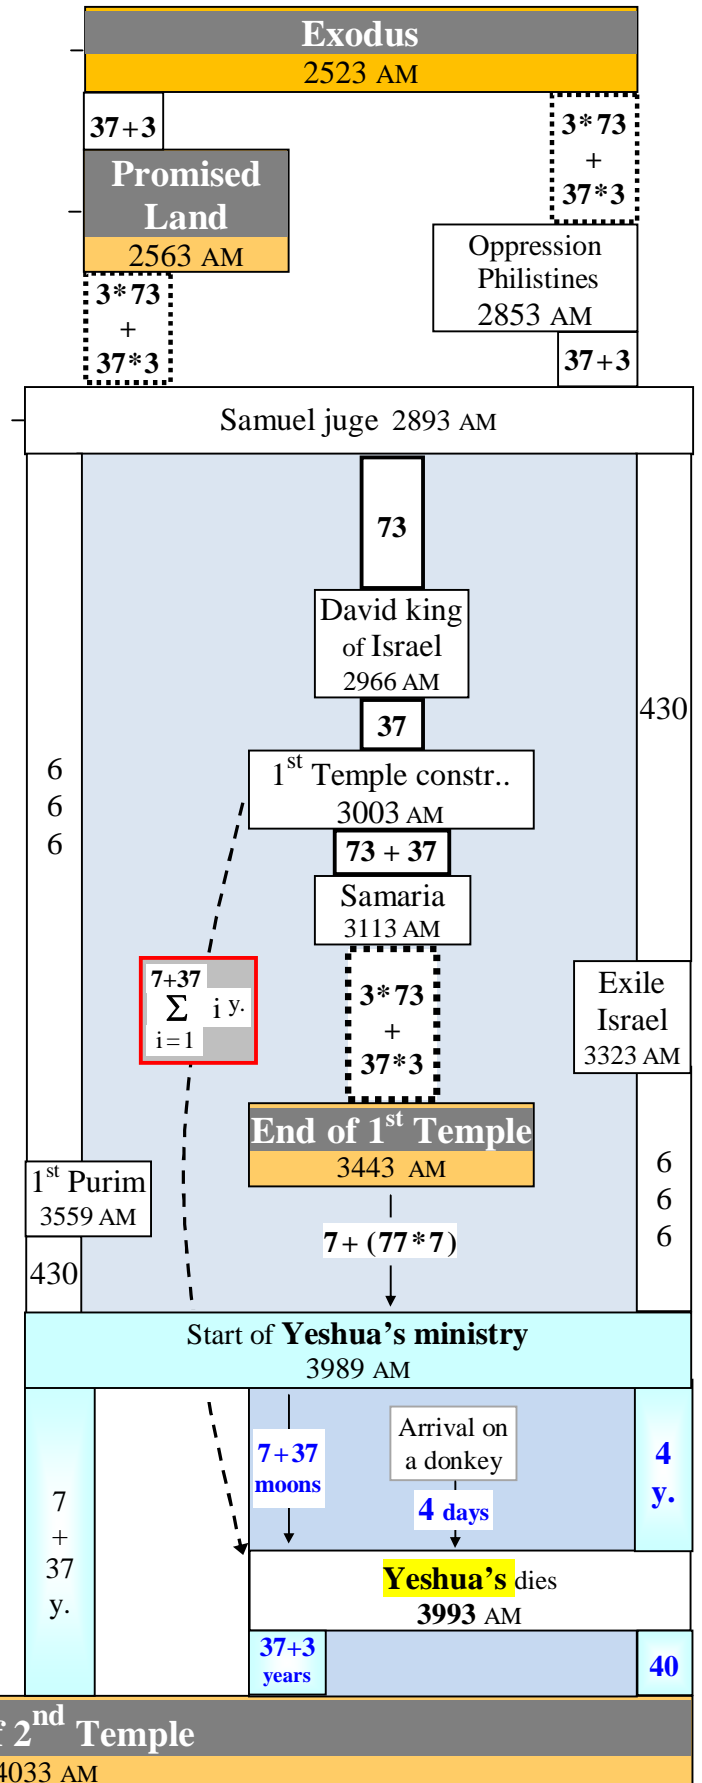 Exodus
2523 AM
37+3
3*73
+
37*3
Promised
Land
2563 AM
Oppression
Philistines
2853 AM
3*73
+
37*3
37+3
Samuel juge 2893 AM
73
David king
of Israel
2966 AM
430
37
6
6
6
1st Temple constr..
3003 AM
73 + 37
Samaria
3113 AM
7+37
Σ i y.
i = 1
3*73
+
37*3
Exile
Israel
3323 AM
End of 1st Temple
3443 AM
1st Purim
3559 AM
6
6
6
7+ (77*7)
430
Start of Yeshua's ministry
3989 AM
7+37
moons
Arrival on
a donkey
4 days
4
y.
7
+
37
y.
Yeshua's dies
3993 AM
37+3
years
40
f 2nd Temple
4033 AM